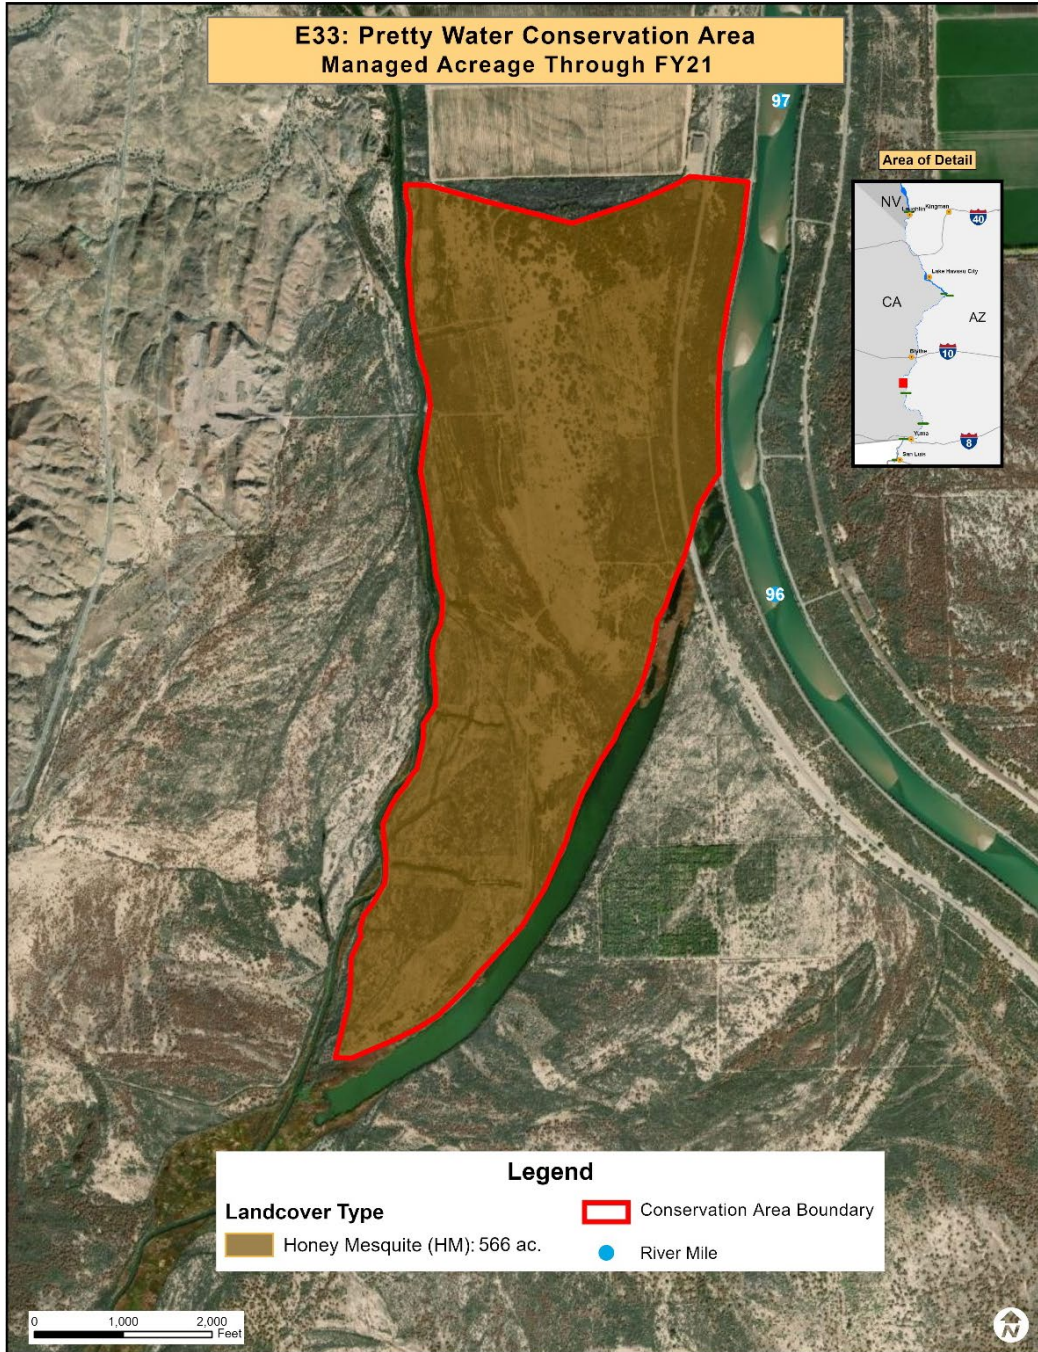 E33: Pretty Water Conservation Area
Managed Acreage Through FY21
97
Area of Detail
NV
Laughlin
Kingman
40
Lake Havasu City
CA
AZ
Blythe
10
Yuma
8
San Luis
96
Legend
Landcover Type
Honey Mesquite (HM): 566 ac.
Conservation Area Boundary
River Mile
0 1,000 2,000
Feet
N